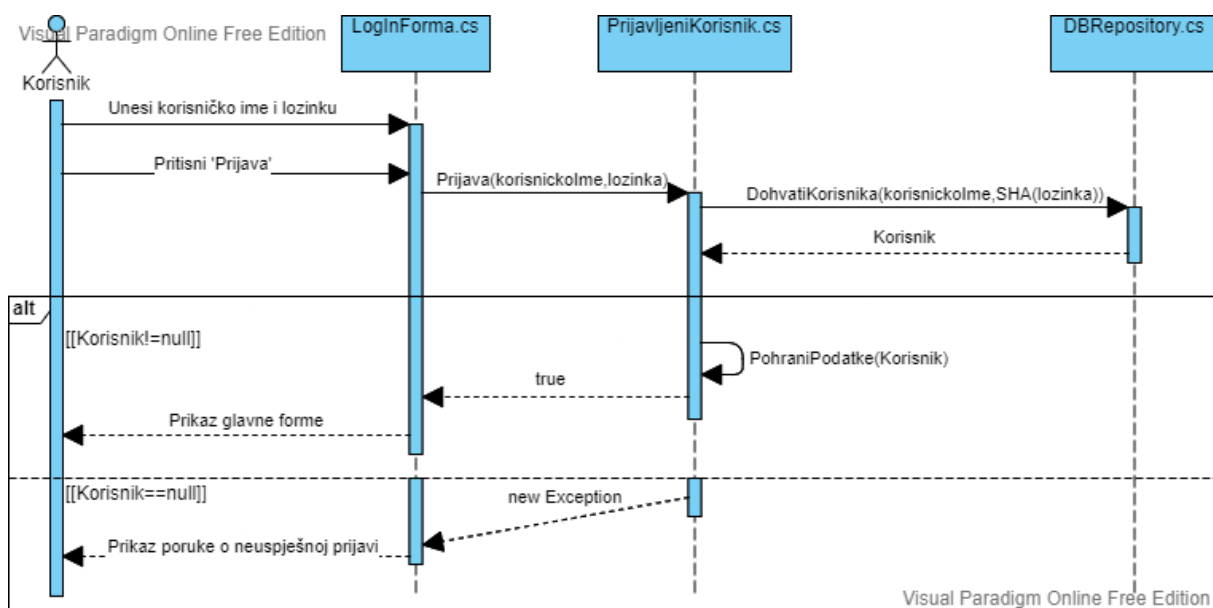 Visual Paradigm Online Free Edition
LogInForma.cs
PrijavljeniKorisnik.cs
DBRepository.cs
Korisnik
Unesi korisničko ime i lozinku
Pritisni 'Prijava'
Prijava(korisnickoIme,lozinka)
DohvatiKorisnika(korisnickoIme,SHA(lozinka))
Korisnik
alt
[[Korisnik!=null]]
PohraniPodatke(Korisnik)
true
Prikaz glavne forme
[[Korisnik==null]]
new Exception
Prikaz poruke o neuspješnoj prijavi
Visual Paradigm Online Free Edition